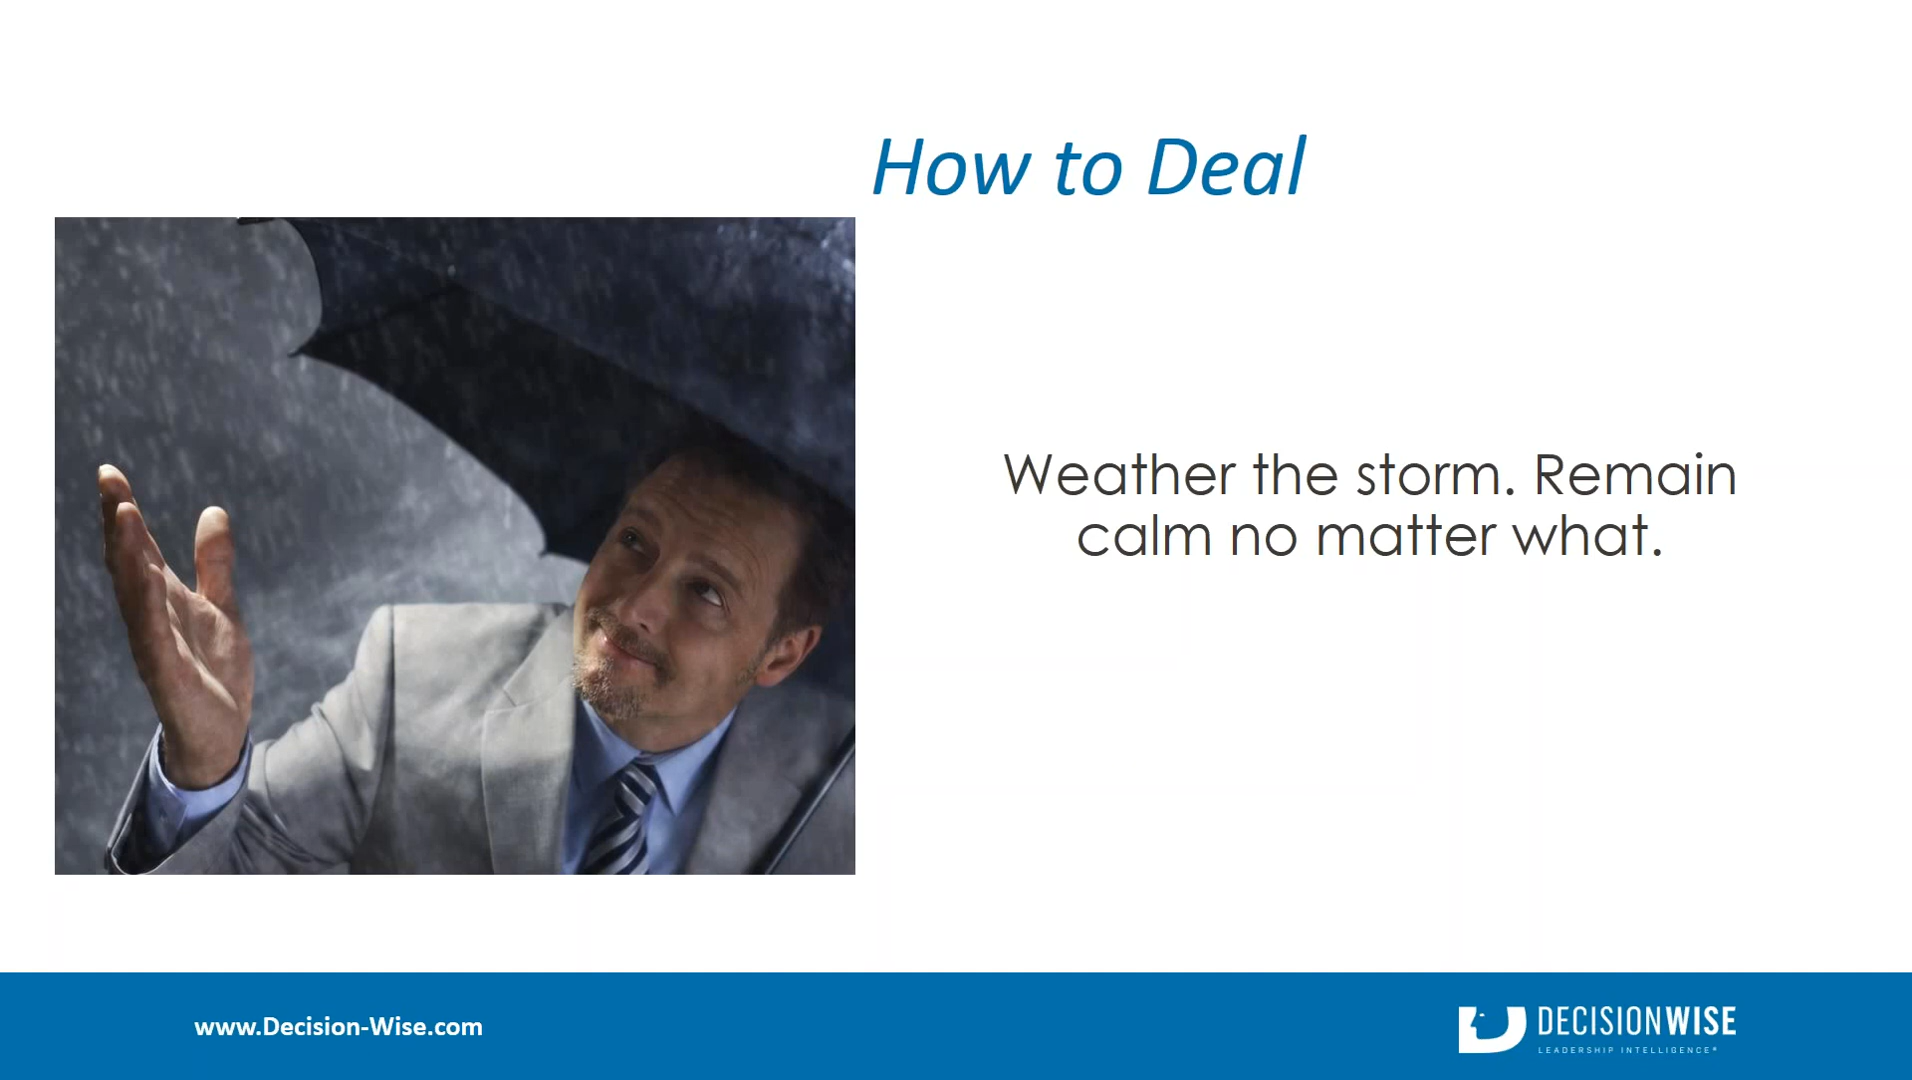 How to Deal
Weather the storm. Remain
calm no matter what.
www.Decision-Wise.com
DECISIONWISE
LEADERSHIP INTELLIGENCE®